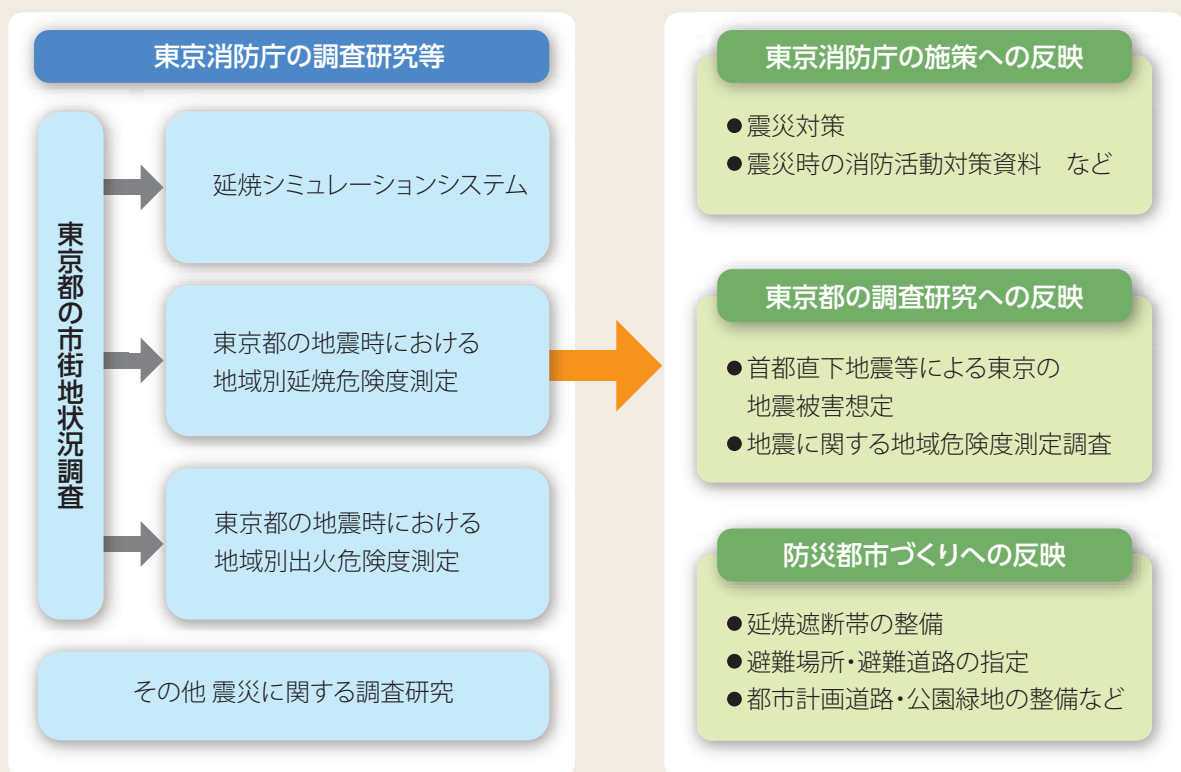 東京消防庁の調査研究等
東京都の市街地状況調査
延焼シミュレーションシステム
東京都の地震時における
地域別延焼危険度測定
東京都の地震時における
地域別出火危険度測定
その他 震災に関する調査研究
東京消防庁の施策への反映
●震災対策
●震災時の消防活動対策資料　など
東京都の調査研究への反映
●首都直下地震等による東京の
地震被害想定
●地震に関する地域危険度測定調査
防災都市づくりへの反映
●延焼遮断帯の整備
●避難場所・避難道路の指定
●都市計画道路・公園緑地の整備など